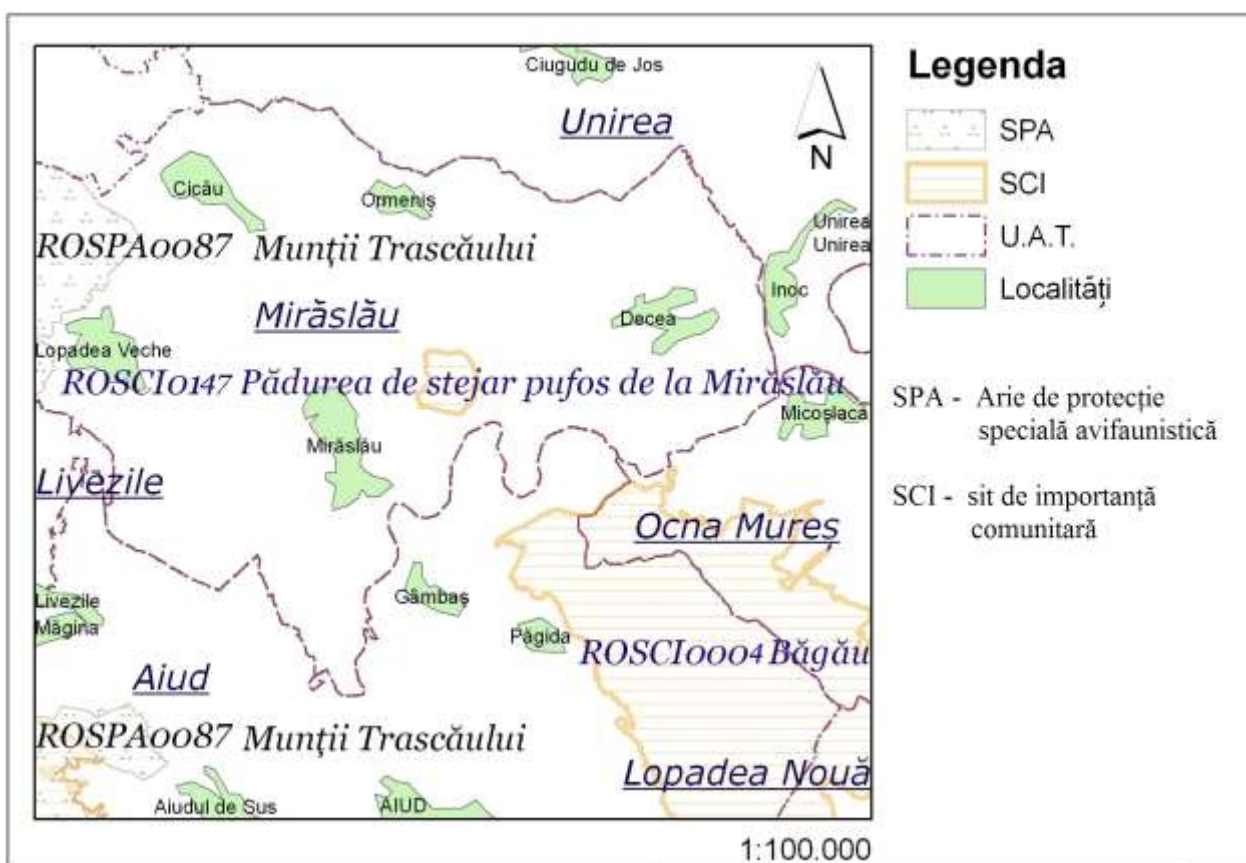 Ciugudu de Jos
Unirea
N
Cicău
Ormeniș
Unirea
Unirea
ROSPA0087 Munții Trascăului
Inoc
Mirăslău
Decea
Lopadea Veche
ROSCI0147 Pădurea de stejar pufos de la Mirăslău
Micoșlaca
Mirăslău
Livezile
Ocna Mureș
Livezile
Gâmbaș
Măgina
Păgida
ROSCI0004 Băgău
Aiud
ROSPA0087 Munții Trascăului
Lopadea Nouă
Aiudul de Sus
AIUD
Legenda
SPA
SCI
U.A.T.
Localități
SPA - Arie de protecție
specială avifaunistică
SCI - sit de importanță
comunitară
1:100.000